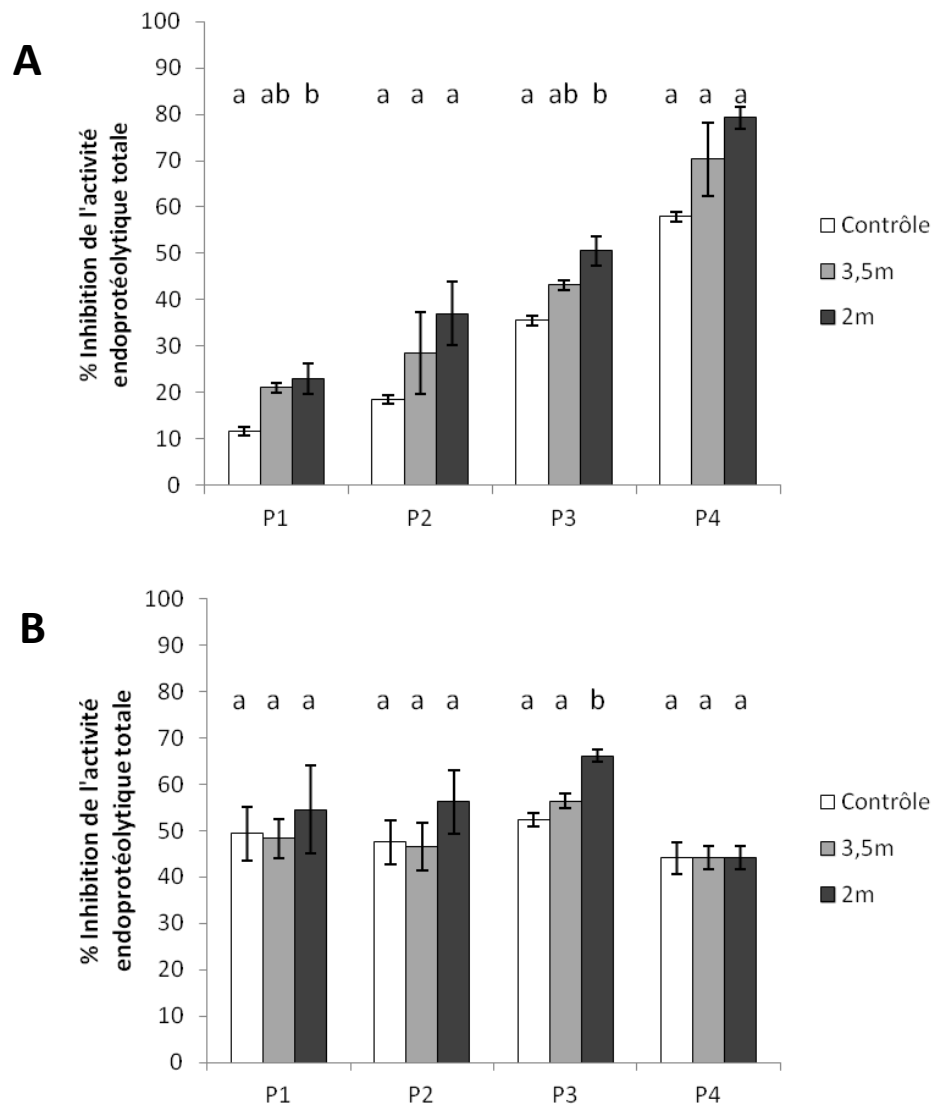 A
% Inhibition de l'activité
endoprotéolytique totale
100
90
80
70
60
50
40
30
20
10
0
a ab b a a a a ab b a a a
P1 P2 P3 P4
Contrôle
3,5m
2m
B
% Inhibition de l'activité
endoprotéolytique totale
100
90
80
70
60
50
40
30
20
10
0
a a a a a a a a b a a a
P1 P2 P3 P4
Contrôle
3,5m
2m